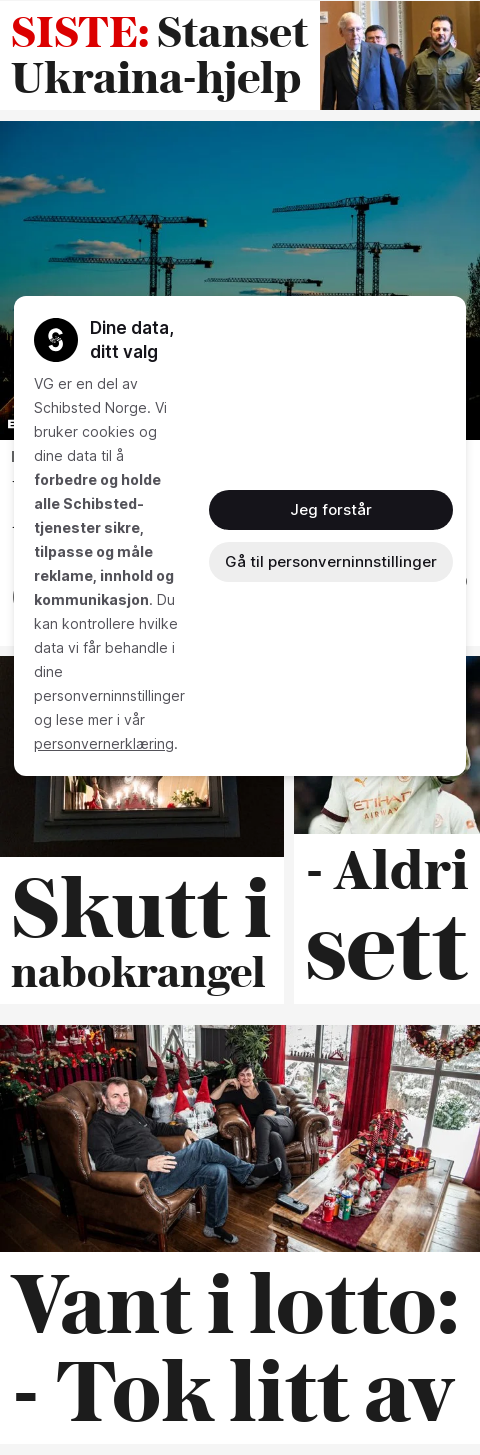 SISTE: Stanset
Ukraina-hjelp
Dine data,
ditt valg
VG er en del av
Schibsted Norge. Vi
bruker cookies og
dine data til å
forbedre og holde
alle Schibsted-
tjenester sikre,
tilpasse og måle
reklame, innhold og
kommunikasjon. Du
kan kontrollere hvilke
data vi får behandle i
dine
personverninnstillinger
og lese mer i vår
personvernerklæring.
Jeg forstår
Gå til personverninnstillinger
ETIHAD
AIRWAYS
Skutt i
nabokrangel
- Aldri
sett
Vant i lotto:
- Tok litt av